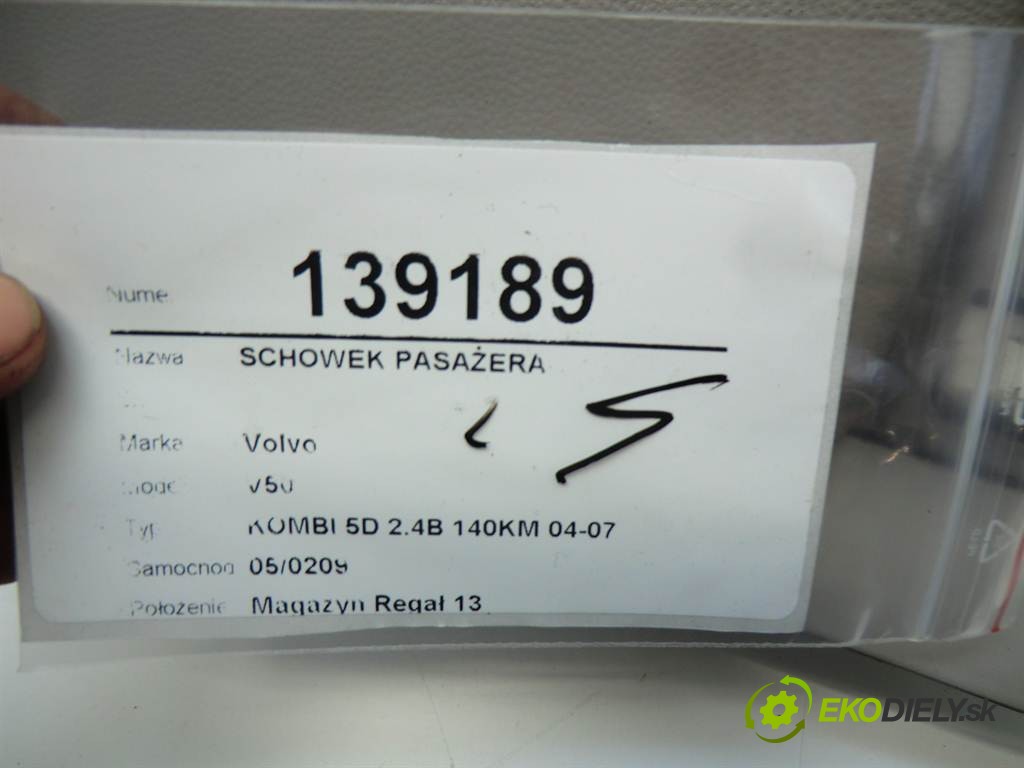 Nume 139189
Nazwa SCHOWEK PASAŻERA
Marka Volvo
V50
Typ KOMBI 5D 2.4B 140KM 04-07
Samochod 05/0209
Położenie Magazyn Regał 13
EKODIELY.sk